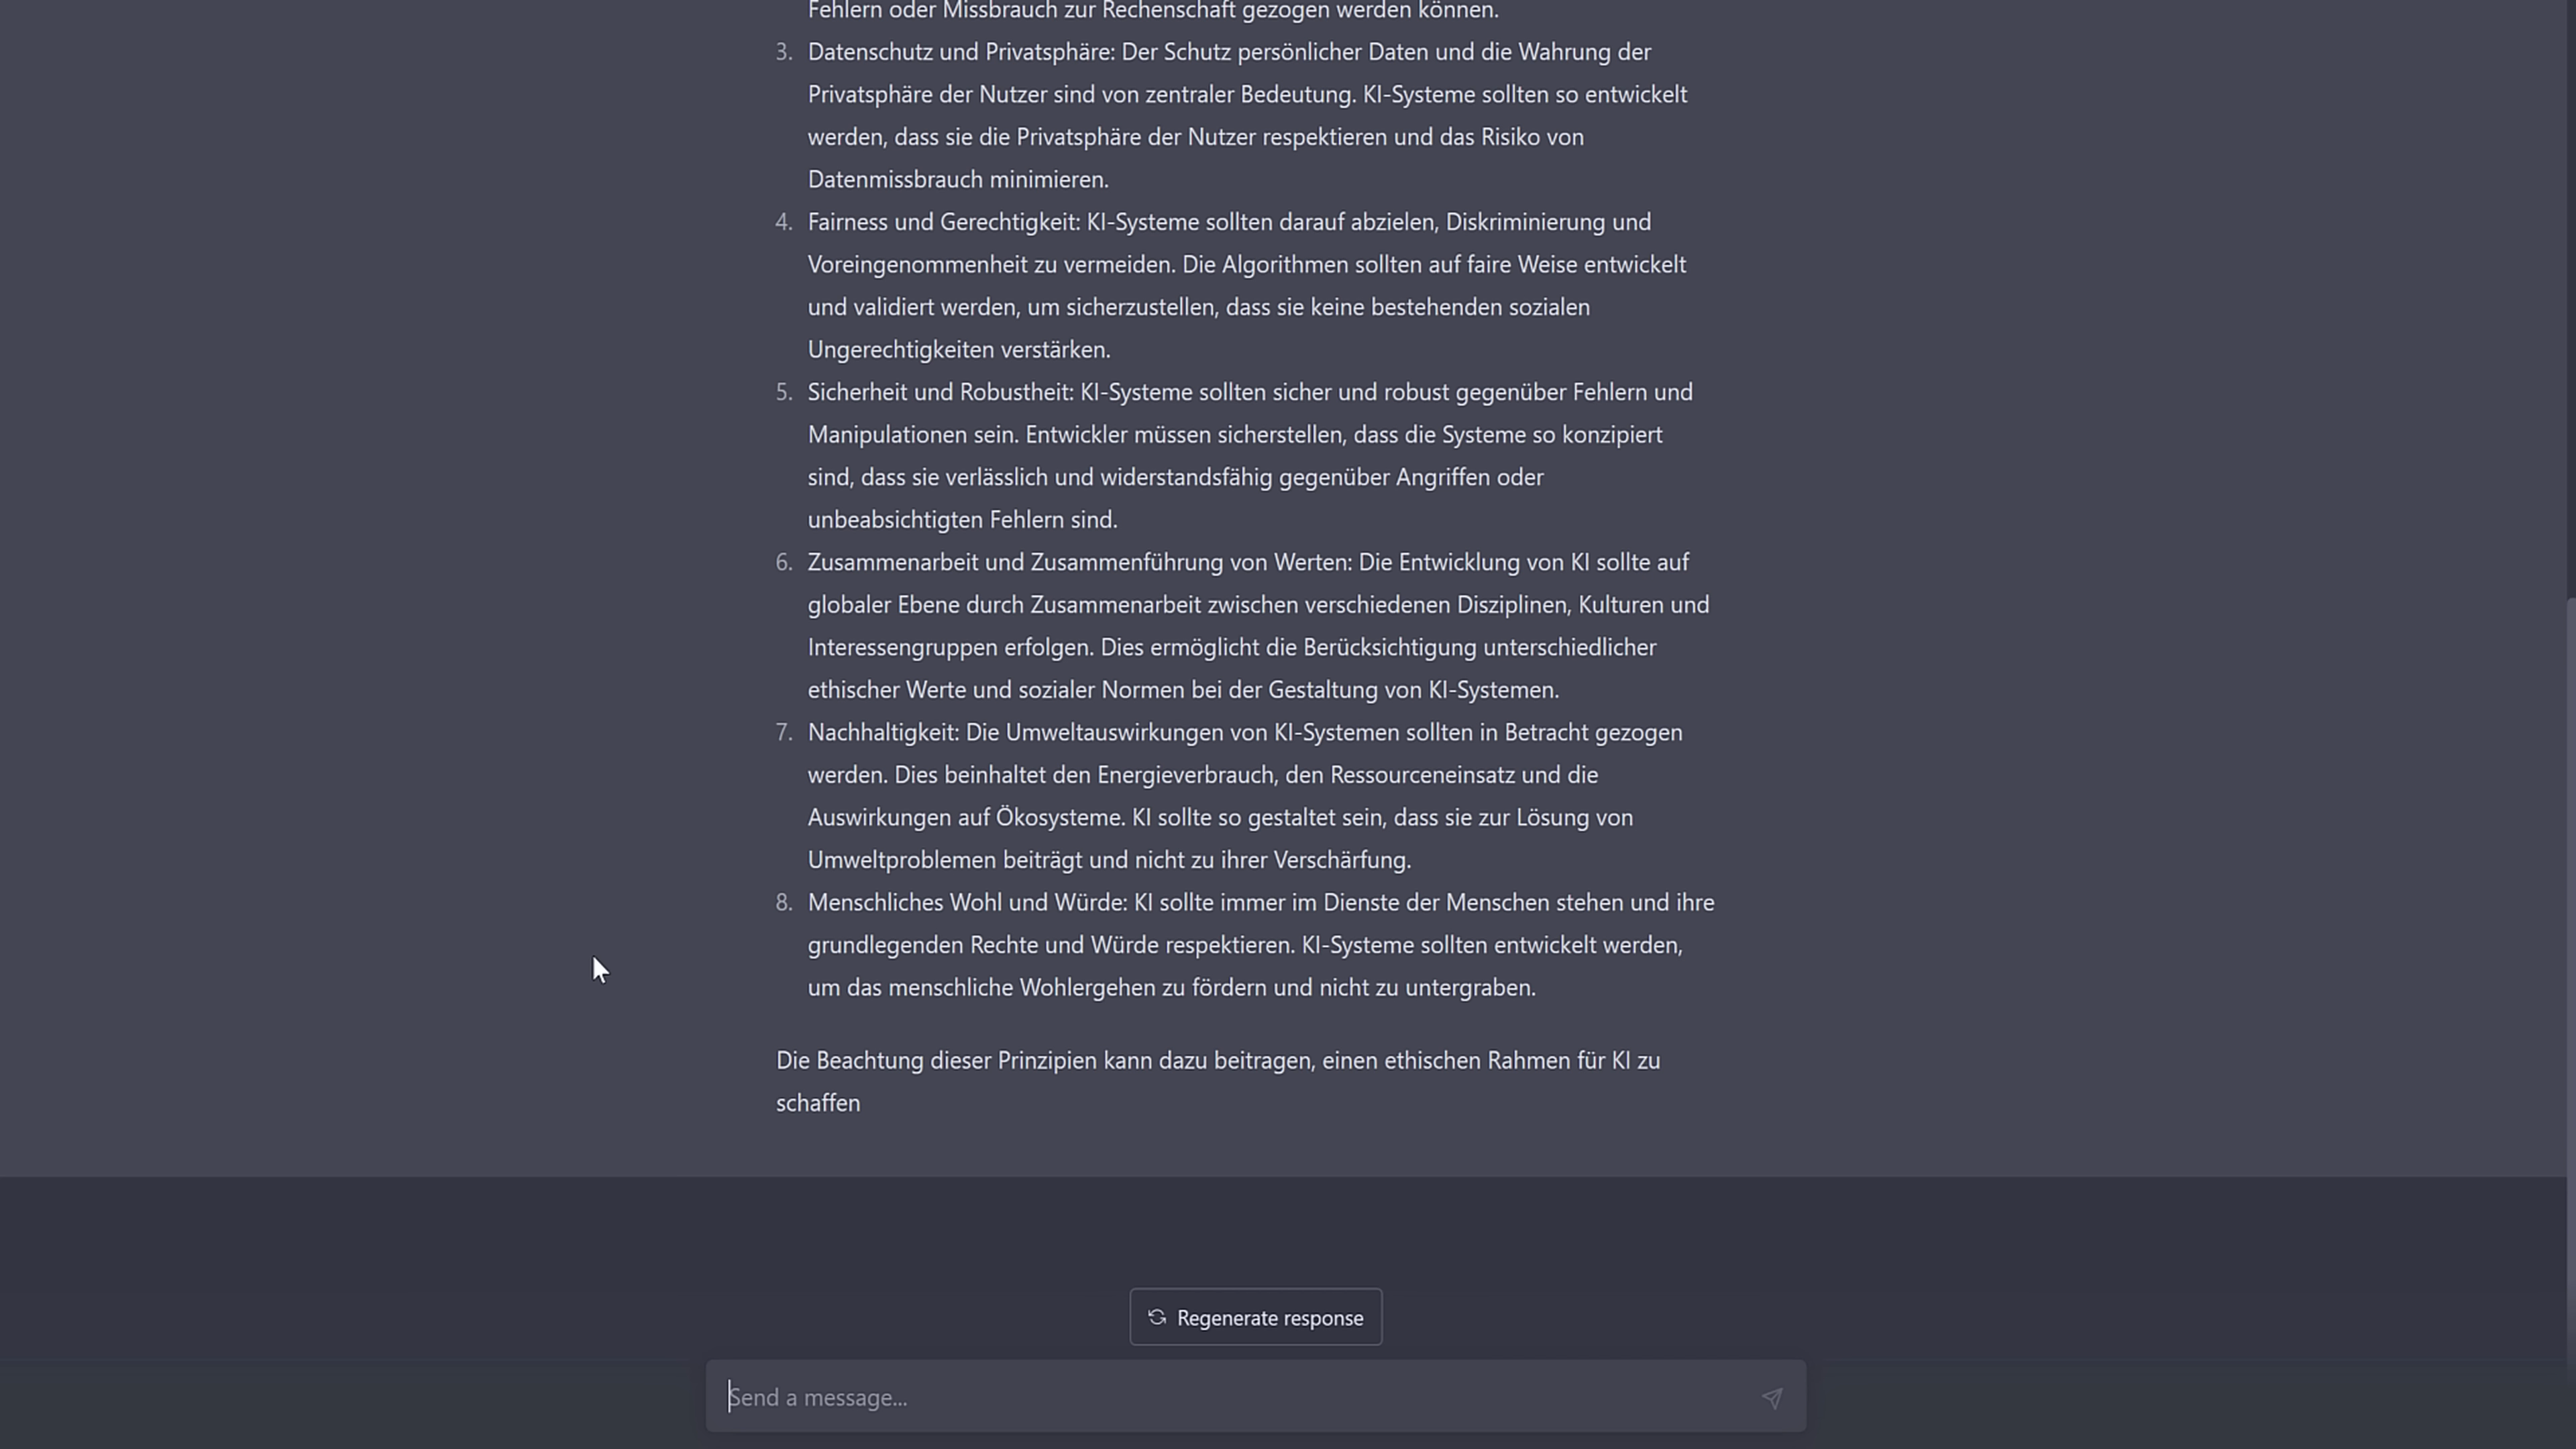 Fehlern oder Missbrauch zur Rechenschaft gezogen werden können.
3. Datenschutz und Privatsphäre: Der Schutz persönlicher Daten und die Wahrung der
Privatsphäre der Nutzer sind von zentraler Bedeutung. KI-Systeme sollten so entwickelt
werden, dass sie die Privatsphäre der Nutzer respektieren und das Risiko von
Datenmissbrauch minimieren.
4. Fairness und Gerechtigkeit: KI-Systeme sollten darauf abzielen, Diskriminierung und
Voreingenommenheit zu vermeiden. Die Algorithmen sollten auf faire Weise entwickelt
und validiert werden, um sicherzustellen, dass sie keine bestehenden sozialen
Ungerechtigkeiten verstärken.
5. Sicherheit und Robustheit: KI-Systeme sollten sicher und robust gegenüber Fehlern und
Manipulationen sein. Entwickler müssen sicherstellen, dass die Systeme so konzipiert
sind, dass sie verlässlich und widerstandsfähig gegenüber Angriffen oder
unbeabsichtigten Fehlern sind.
6. Zusammenarbeit und Zusammenführung von Werten: Die Entwicklung von KI sollte auf
globaler Ebene durch Zusammenarbeit zwischen verschiedenen Disziplinen, Kulturen und
Interessengruppen erfolgen. Dies ermöglicht die Berücksichtigung unterschiedlicher
ethischer Werte und sozialer Normen bei der Gestaltung von KI-Systemen.
7. Nachhaltigkeit: Die Umweltauswirkungen von KI-Systemen sollten in Betracht gezogen
werden. Dies beinhaltet den Energieverbrauch, den Ressourceneinsatz und die
Auswirkungen auf Ökosysteme. KI sollte so gestaltet sein, dass sie zur Lösung von
Umweltproblemen beiträgt und nicht zu ihrer Verschärfung.
8. Menschliches Wohl und Würde: KI sollte immer im Dienste der Menschen stehen und ihre
grundlegenden Rechte und Würde respektieren. KI-Systeme sollten entwickelt werden,
um das menschliche Wohlergehen zu fördern und nicht zu untergraben.
Die Beachtung dieser Prinzipien kann dazu beitragen, einen ethischen Rahmen für KI zu
schaffen
Regenerate response
Send a message...